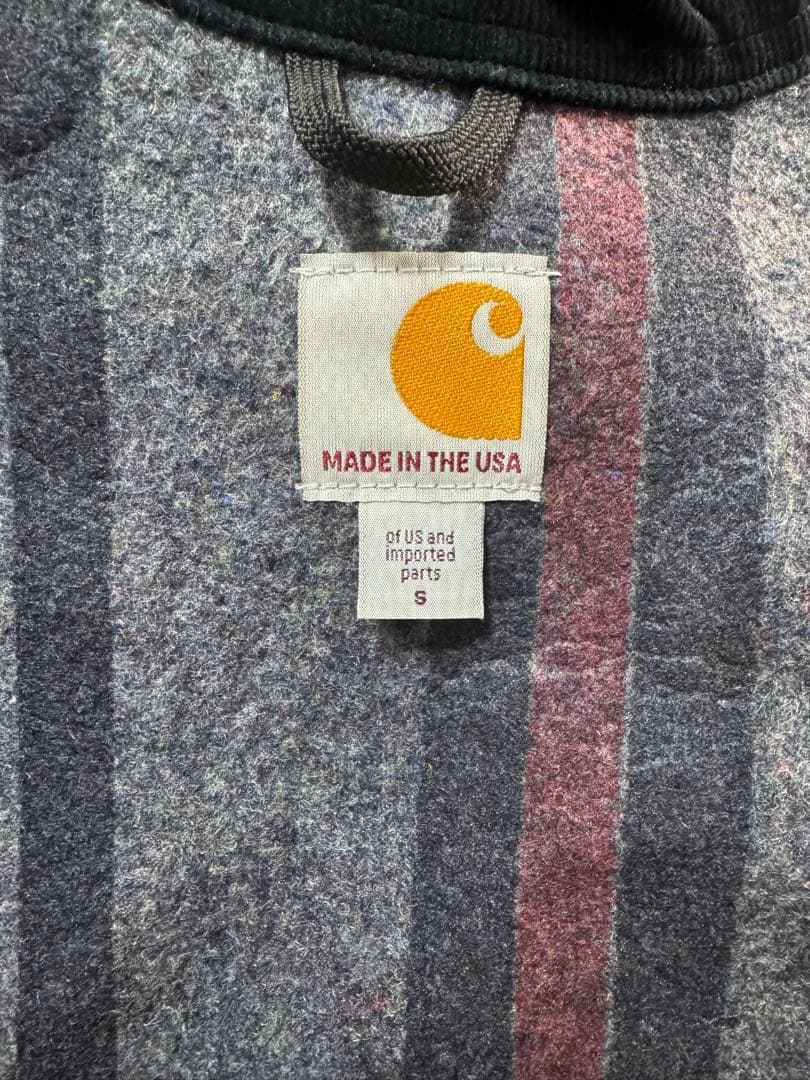 MADE IN THE USA
of US and
imported
parts
S